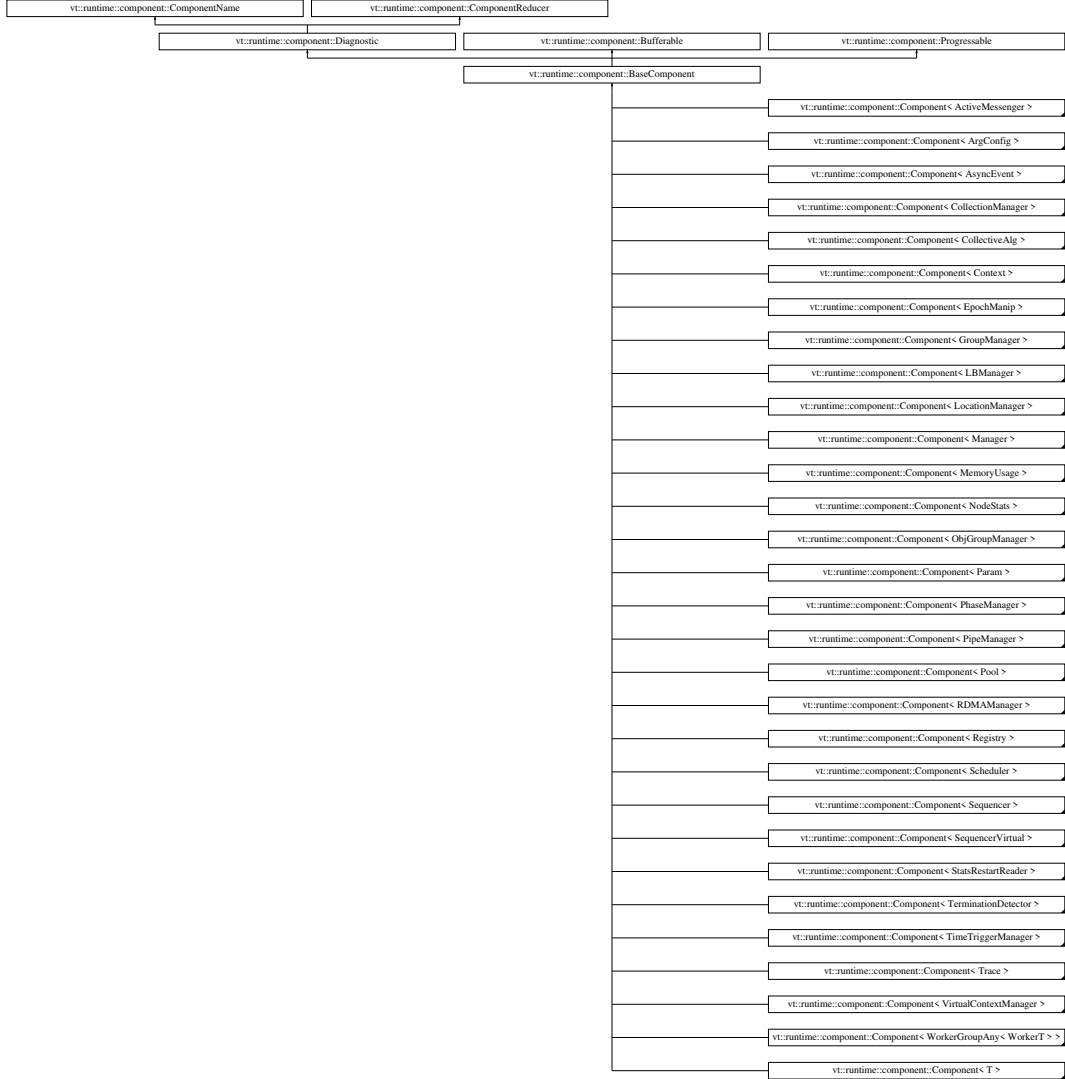 vt::runtime::component::ComponentName
vt::runtime::component::ComponentReducer
vt::runtime::component::Diagnostic
vt::runtime::component::Bufferable
vt::runtime::component::Progressable
vt::runtime::component::BaseComponent
vt::runtime::component::Component< ActiveMessenger >
vt::runtime::component::Component< ArgConfig >
vt::runtime::component::Component< AsyncEvent >
vt::runtime::component::Component< CollectionManager >
vt::runtime::component::Component< CollectiveAlg >
vt::runtime::component::Component< Context >
vt::runtime::component::Component< EpochManip >
vt::runtime::component::Component< GroupManager >
vt::runtime::component::Component< LBManager >
vt::runtime::component::Component< LocationManager >
vt::runtime::component::Component< Manager >
vt::runtime::component::Component< MemoryUsage >
vt::runtime::component::Component< NodeStats >
vt::runtime::component::Component< ObjGroupManager >
vt::runtime::component::Component< Param >
vt::runtime::component::Component< PhaseManager >
vt::runtime::component::Component< PipeManager >
vt::runtime::component::Component< Pool >
vt::runtime::component::Component< RDMAManager >
vt::runtime::component::Component< Registry >
vt::runtime::component::Component< Scheduler >
vt::runtime::component::Component< Sequencer >
vt::runtime::component::Component< SequencerVirtual >
vt::runtime::component::Component< StatsRestartReader >
vt::runtime::component::Component< TerminationDetector >
vt::runtime::component::Component< TimeTriggerManager >
vt::runtime::component::Component< Trace >
vt::runtime::component::Component< VirtualContextManager >
vt::runtime::component::Component< WorkerGroupAny< WorkerT > >
vt::runtime::component::Component< T >